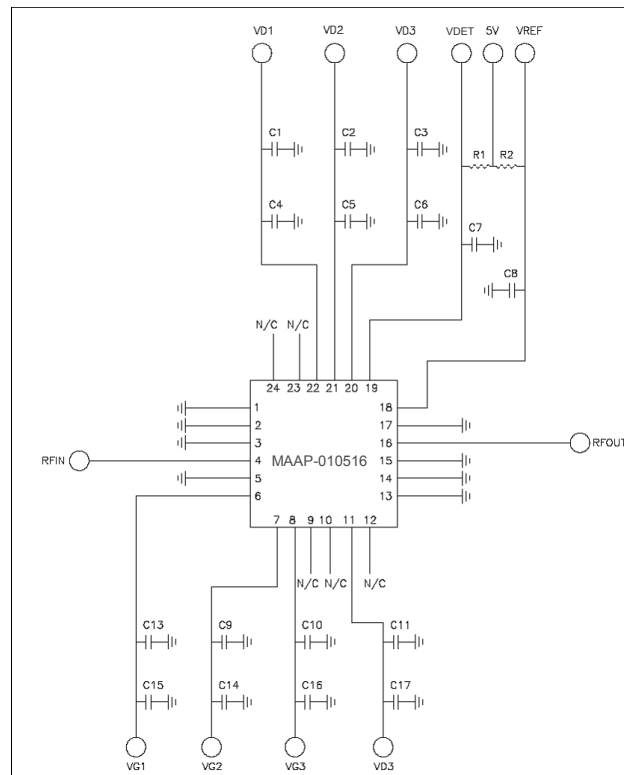 VD1 VD2 VD3 VDET 5V VREF
C1 C2 C3 R1 R2
C4 C5 C6
C7
C8
N/C N/C
24 23 22 21 20 19
1 18
2 17
3 16
RFIN 4 MAAP-010516 15 RFOUT
5 14
6 13
7 8 9 10 11 12
N/C N/C N/C
C13 C9 C10 C11
C15 C14 C16 C17
VG1 VG2 VG3 VD3